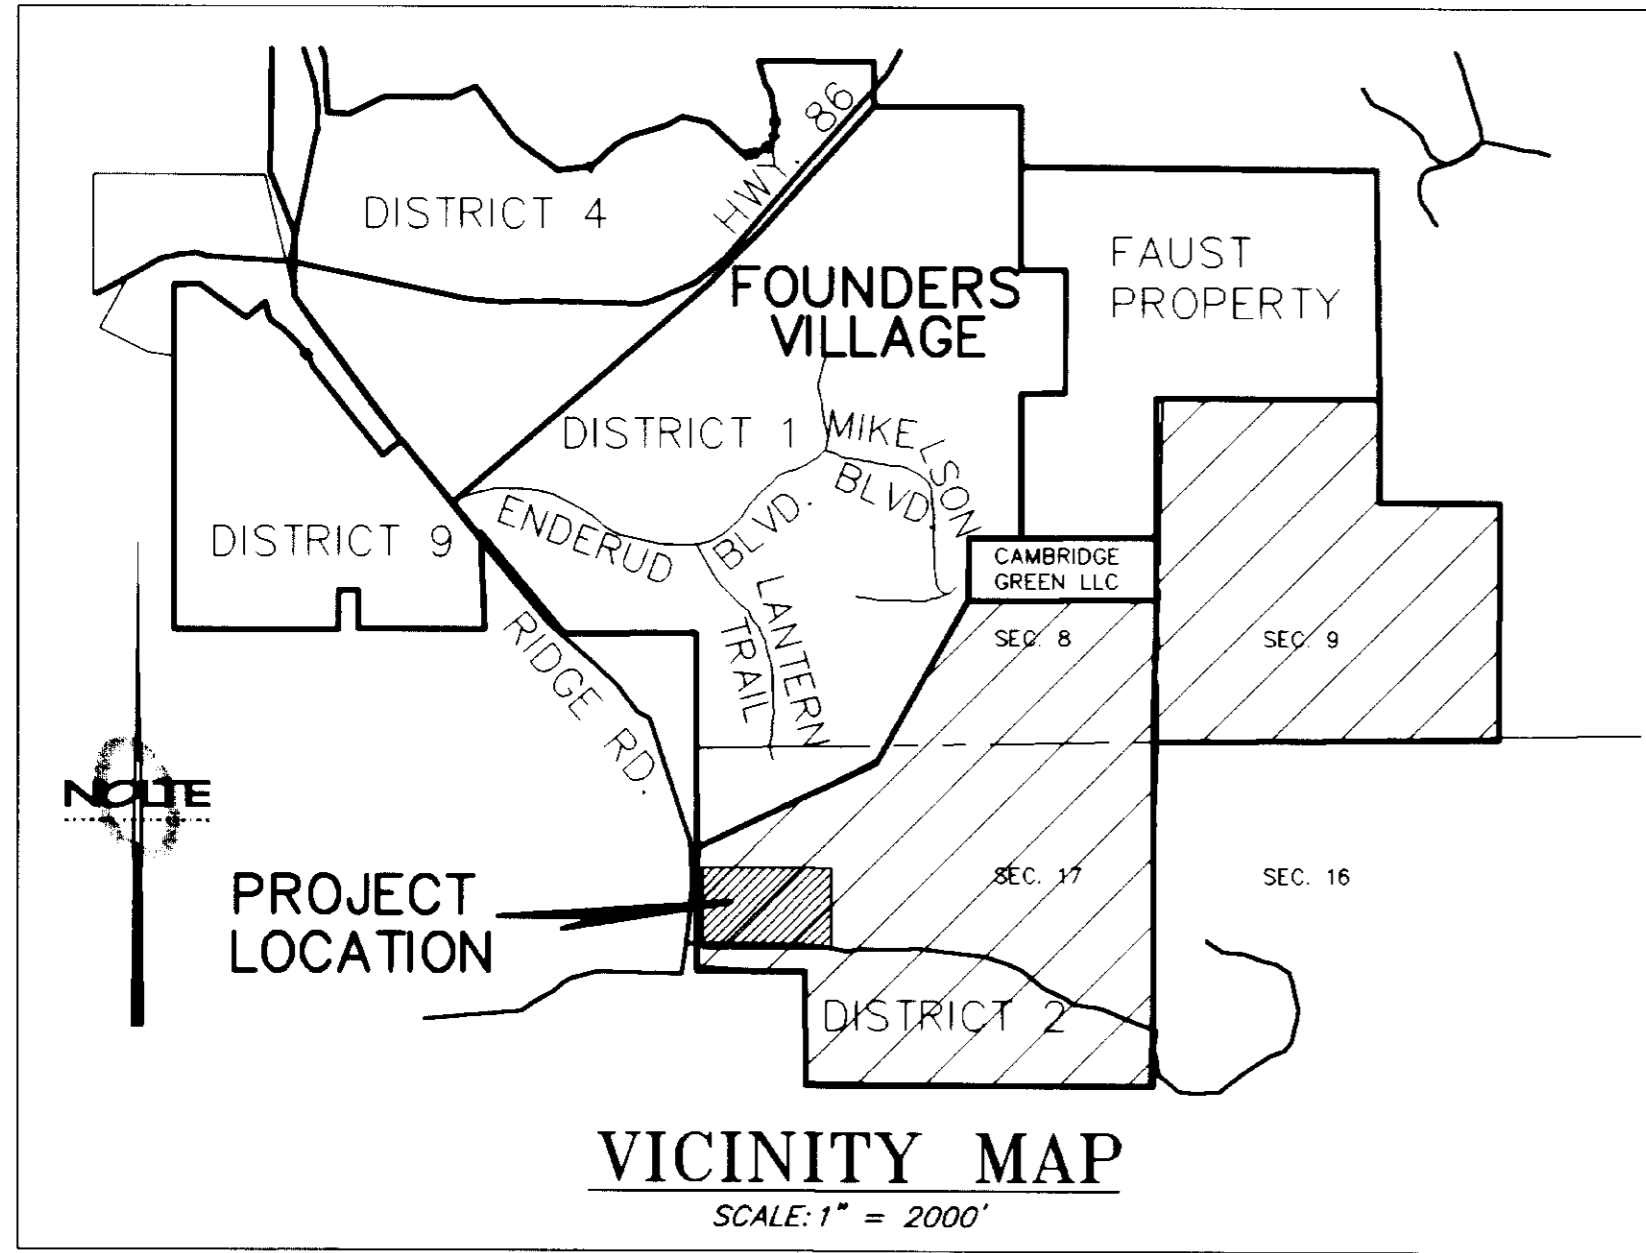 HWY. 86
DISTRICT 4
FAUST
PROPERTY
FOUNDERS
VILLAGE
DISTRICT 1
MIKELSON
BLVD.
ENDERUD
BLVD.
DISTRICT 9
LANTERN
TRAIL
CAMBRIDGE
GREEN LLC
RIDGE RD.
SEC. 8
SEC. 9
NOLTE
PROJECT
LOCATION
SEC. 17
SEC. 16
DISTRICT 2
VICINITY MAP
SCALE: 1" = 2000'